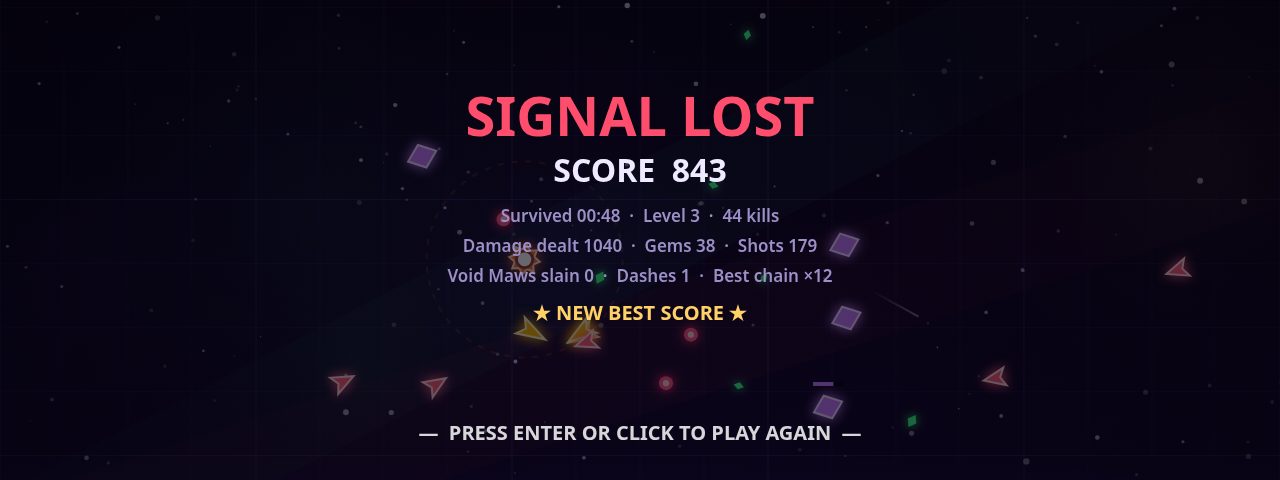 SIGNAL LOST
SCORE 843
Survived 00:48 · Level 3 · 44 kills
Damage dealt 1040 · Gems 38 · Shots 179
Void Maws slain 0 · Dashes 1 · Best chain ×12
★ NEW BEST SCORE ★
— PRESS ENTER OR CLICK TO PLAY AGAIN —